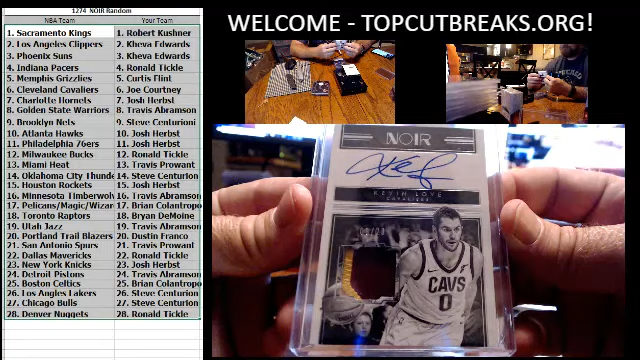 1274 NOIR Random
NBA Team Your Team
1. Sacramento Kings 1. Robert Kushner
2. Los Angeles Clippers 2. Kheva Edwards
3. Phoenix Suns 3. Kheva Edwards
4. Indiana Pacers 4. Ronald Tickle
5. Memphis Grizzlies 5. Curtis Flint
6. Cleveland Cavaliers 6. Joe Courtney
7. Charlotte Hornets 7. Josh Herbst
8. Golden State Warriors 8. Travis Abramson
9. Brooklyn Nets 9. Steve Centurioni
10. Atlanta Hawks 10. Josh Herbst
11. Philadelphia 76ers 11. Josh Herbst
12. Milwaukee Bucks 12. Ronald Tickle
13. Miami Heat 13. Travis Prowant
14. Oklahoma City Thunde 14. Steve Centurion
15. Houston Rockets 15. Josh Herbst
16. Minnesota Timberwolv 16. Travis Abramson
17. Pelicans/Magic/Wizar 17. Brian Colantropo
18. Toronto Raptors 18. Bryan DeMoine
19. Utah Jazz 19. Travis Abramson
20. Portland Trail Blazers 20. Dustin Franco
21. San Antonio Spurs 21. Travis Prowant
22. Dallas Mavericks 22. Ronald Tickle
23. New York Knicks 23. Josh Herbst
24. Detroit Pistons 24. Travis Abramson
25. Boston Celtics 25. Brian Colantropo
26. Los Angeles Lakers 26. Steve Centurion
27. Chicago Bulls 27. Steve Centurion
28. Denver Nuggets 28. Ronald Tickle
WELCOME - TOPCUTBREAKS.ORG!
NOIR
KEVIN LOVE
CAVALIERS
CAVS
0